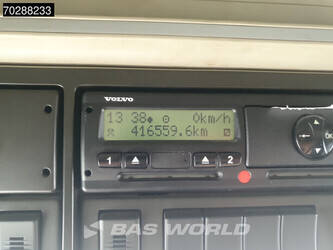 70288233
VOLVO
13 38 0km/h
416559.6km
1 2
BAS WORLD